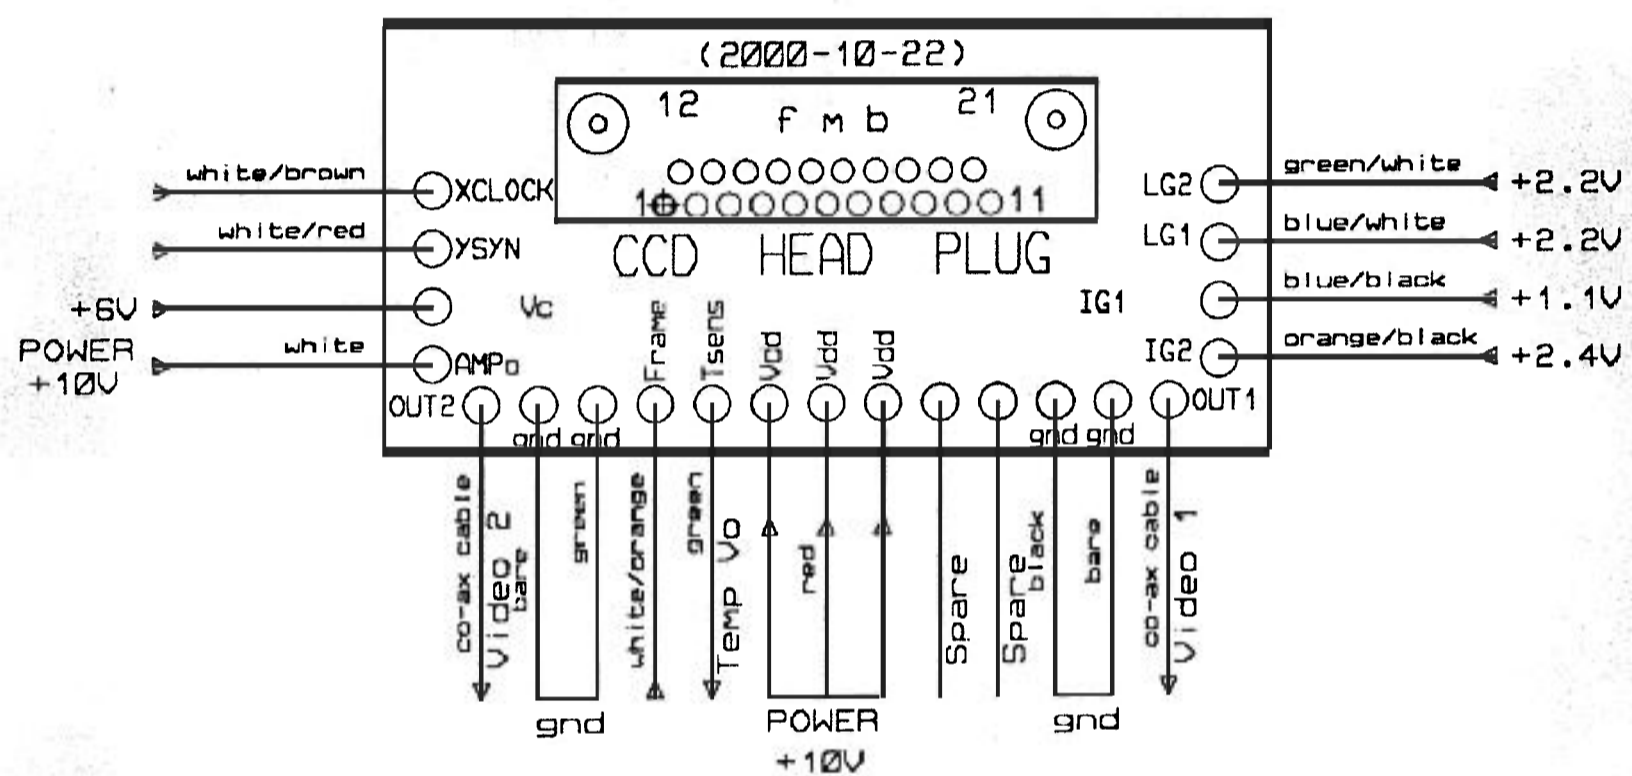 (2000-10-22)
12 fmb 21
1 11
CCD HEAD PLUG
white/brown XCLOCK
white/red YSYN
+6V Vc
POWER +10V white AMPo
LG2 green/white +2.2V
LG1 blue/white +2.2V
IG1 blue/black +1.1V
IG2 orange/black +2.4V
OUT2 gnd gnd Frame Tsens Vdd Vdd Vdd gnd gnd OUT1
co-ax cable
Video 2
bare
green
white/orange
green
Temp Vo
red
Spare
Spare
black
bare
co-ax cable
Video 1
gnd
POWER
+10V
gnd